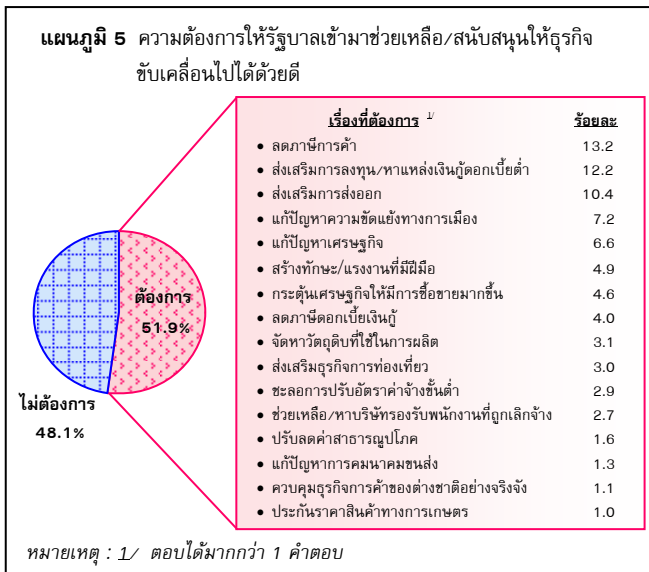 แผนภูมิ 5 ความต้องการให้รัฐบาลเข้ามาช่วยเหลือ/สนับสนุนให้ธุรกิจ
ขับเคลื่อนไปได้ด้วยดี
เรื่องที่ต้องการ 1/ ร้อยละ
• ลดภาษีการค้า 13.2
• ส่งเสริมการลงทุน/หาแหล่งเงินกู้ดอกเบี้ยต่ำ 12.2
• ส่งเสริมการส่งออก 10.4
• แก้ปัญหาความขัดแย้งทางการเมือง 7.2
• แก้ปัญหาเศรษฐกิจ 6.6
• สร้างทักษะ/แรงงานที่มีฝีมือ 4.9
• กระตุ้นเศรษฐกิจให้มีการซื้อขายมากขึ้น 4.6
• ลดภาษีดอกเบี้ยเงินกู้ 4.0
• จัดหาวัตถุดิบที่ใช้ในการผลิต 3.1
• ส่งเสริมธุรกิจการท่องเที่ยว 3.0
• ชะลอการปรับอัตราค่าจ้างขั้นต่ำ 2.9
• ช่วยเหลือ/หาบริษัทรองรับพนักงานที่ถูกเลิกจ้าง 2.7
• ปรับลดค่าสาธารณูปโภค 1.6
• แก้ปัญหาการคมนาคมขนส่ง 1.3
• ควบคุมธุรกิจการค้าของต่างชาติอย่างจริงจัง 1.1
• ประกันราคาสินค้าทางการเกษตร 1.0
ต้องการ
51.9%
ไม่ต้องการ
48.1%
หมายเหตุ : 1/ ตอบได้มากกว่า 1 คำตอบ